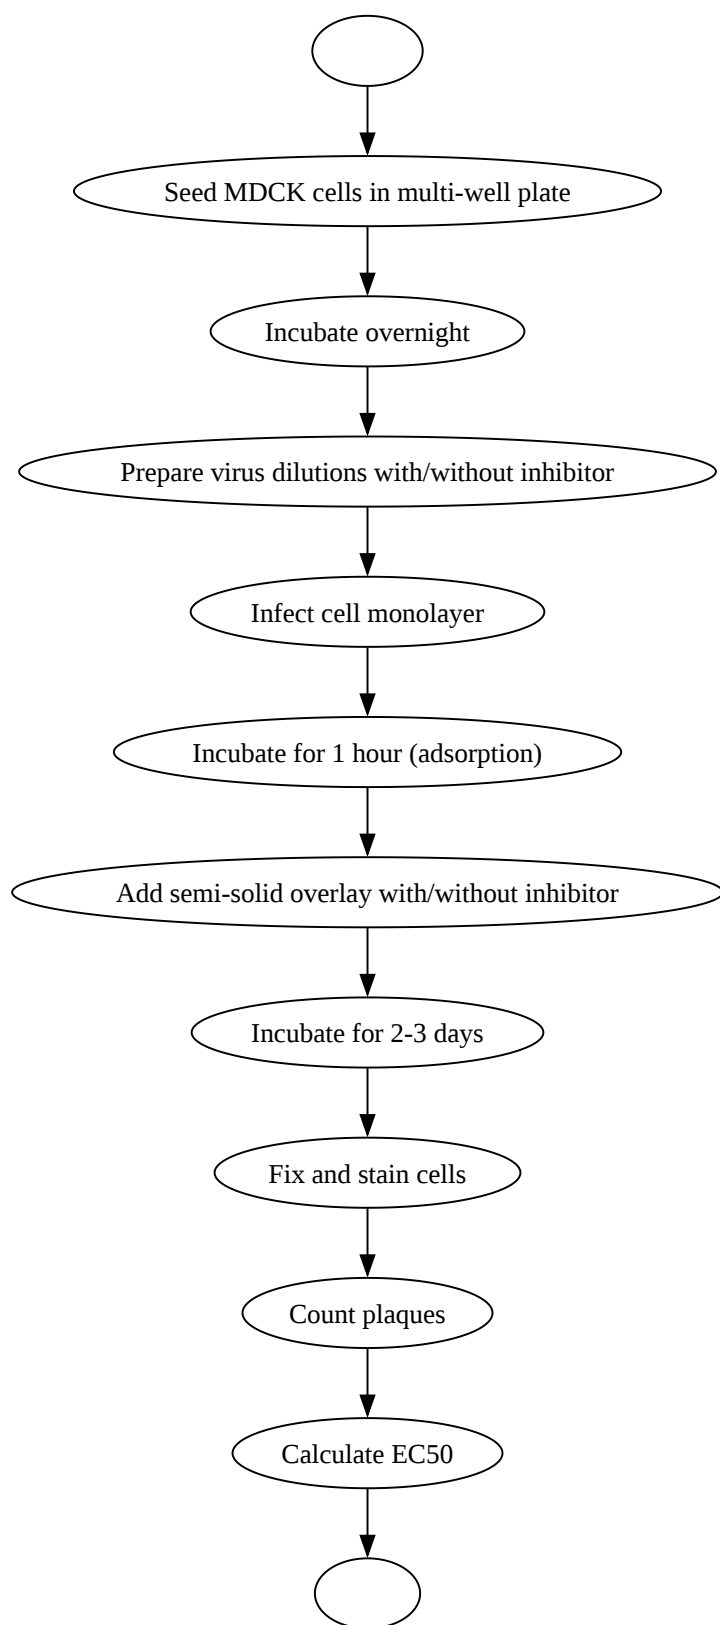 Seed MDCK cells in multi-well plate
Incubate overnight
Prepare virus dilutions with/without inhibitor
Infect cell monolayer
Incubate for 1 hour (adsorption)
Add semi-solid overlay with/without inhibitor
Incubate for 2-3 days
Fix and stain cells
Count plaques
Calculate EC50